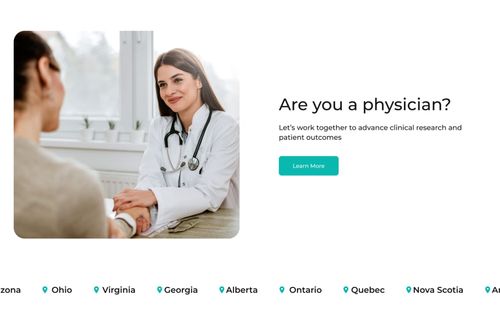 Are you a physician?
Let's work together to advance clinical research and
patient outcomes
Learn More
zona Ohio Virginia Georgia Alberta Ontario Quebec Nova Scotia